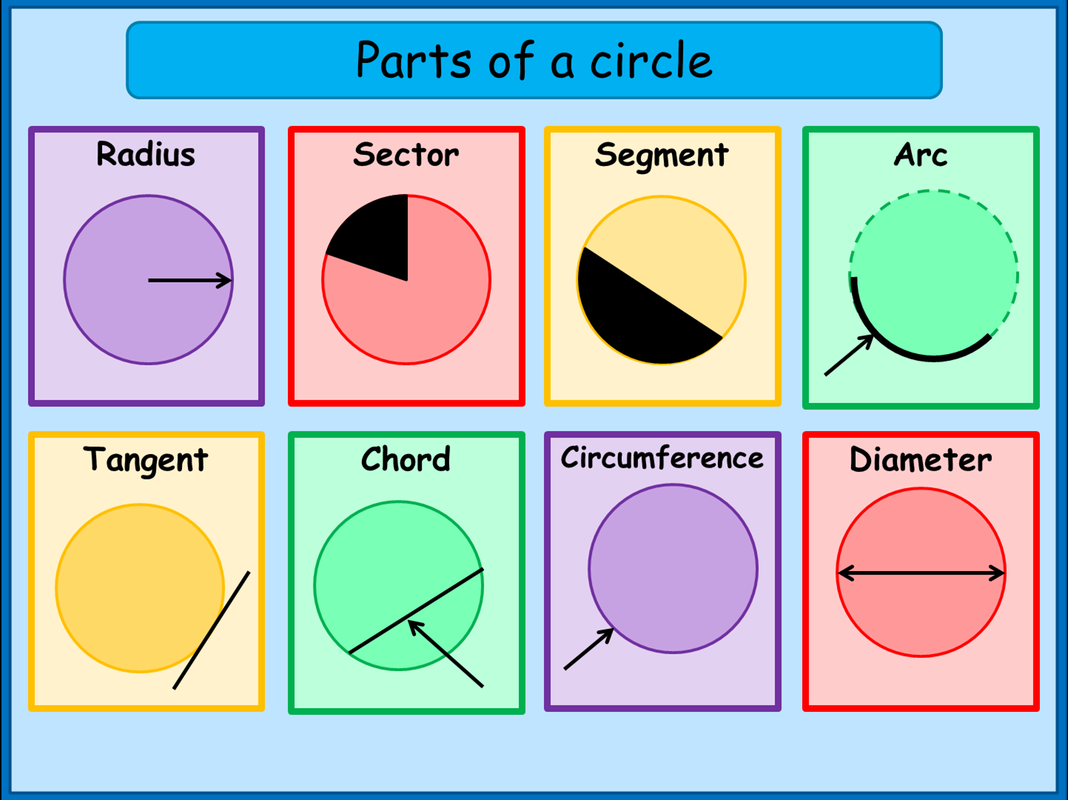 Parts of a circle
Radius
Sector
Segment
Arc
Tangent
Chord
Circumference
Diameter